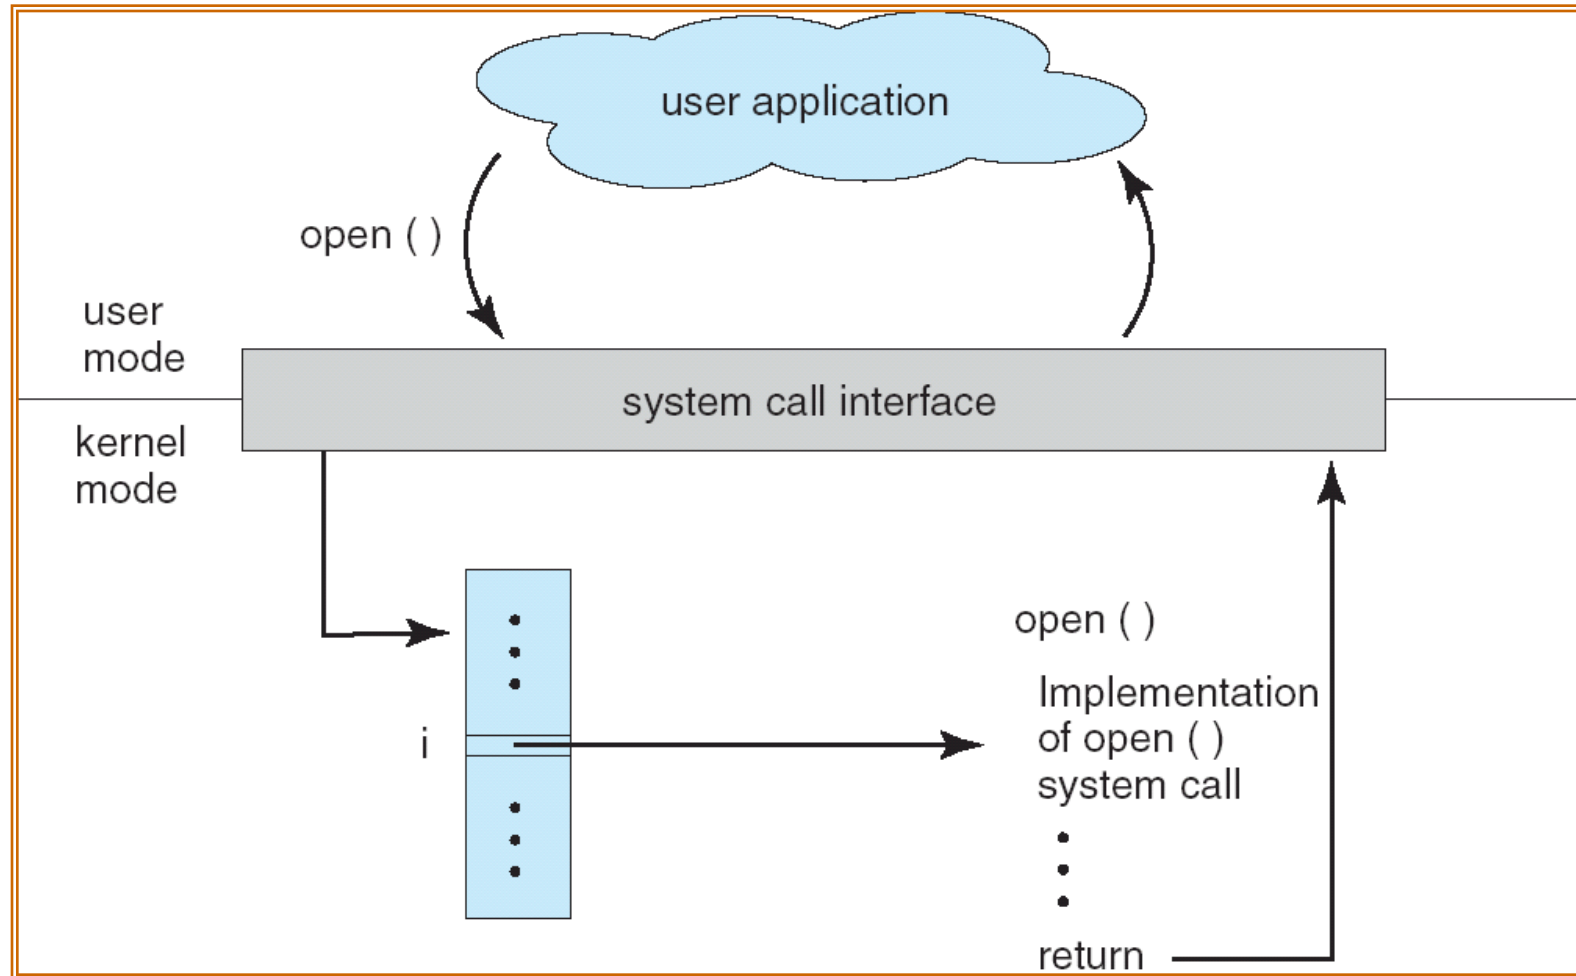 user application
open ( )
user
mode
system call interface
kernel
mode
open ( )
Implementation
of open ( )
system call
i
return